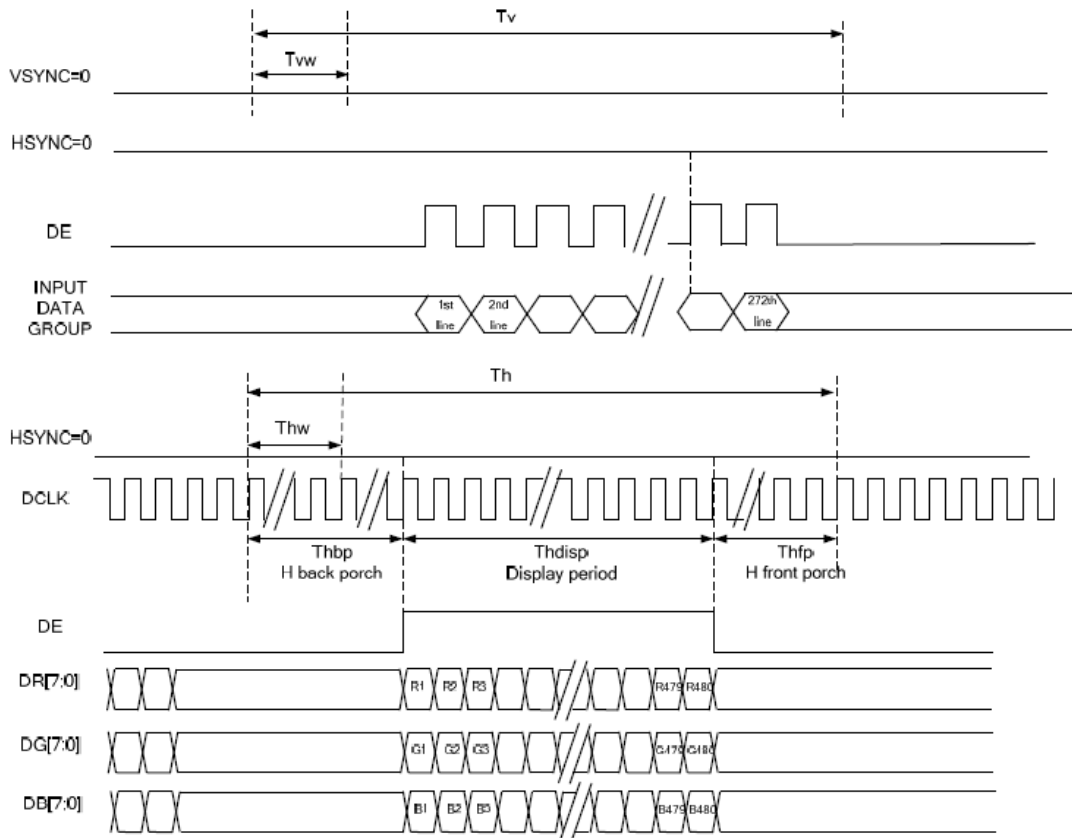 Tv
Tvw
VSYNC=0
HSYNC=0
DE
INPUT
DATA
GROUP
1st
line
2nd
line
272th
line
Th
Thw
HSYNC=0
DCLK
Thbp
H back porch
Thdisp
Display period
Thfp
H front porch
DE
DR[7:0]
R1 R2 R3 R479 R480
DG[7:0]
G1 G2 G3 G479 G480
DB[7:0]
B1 B2 B3 B479 B480